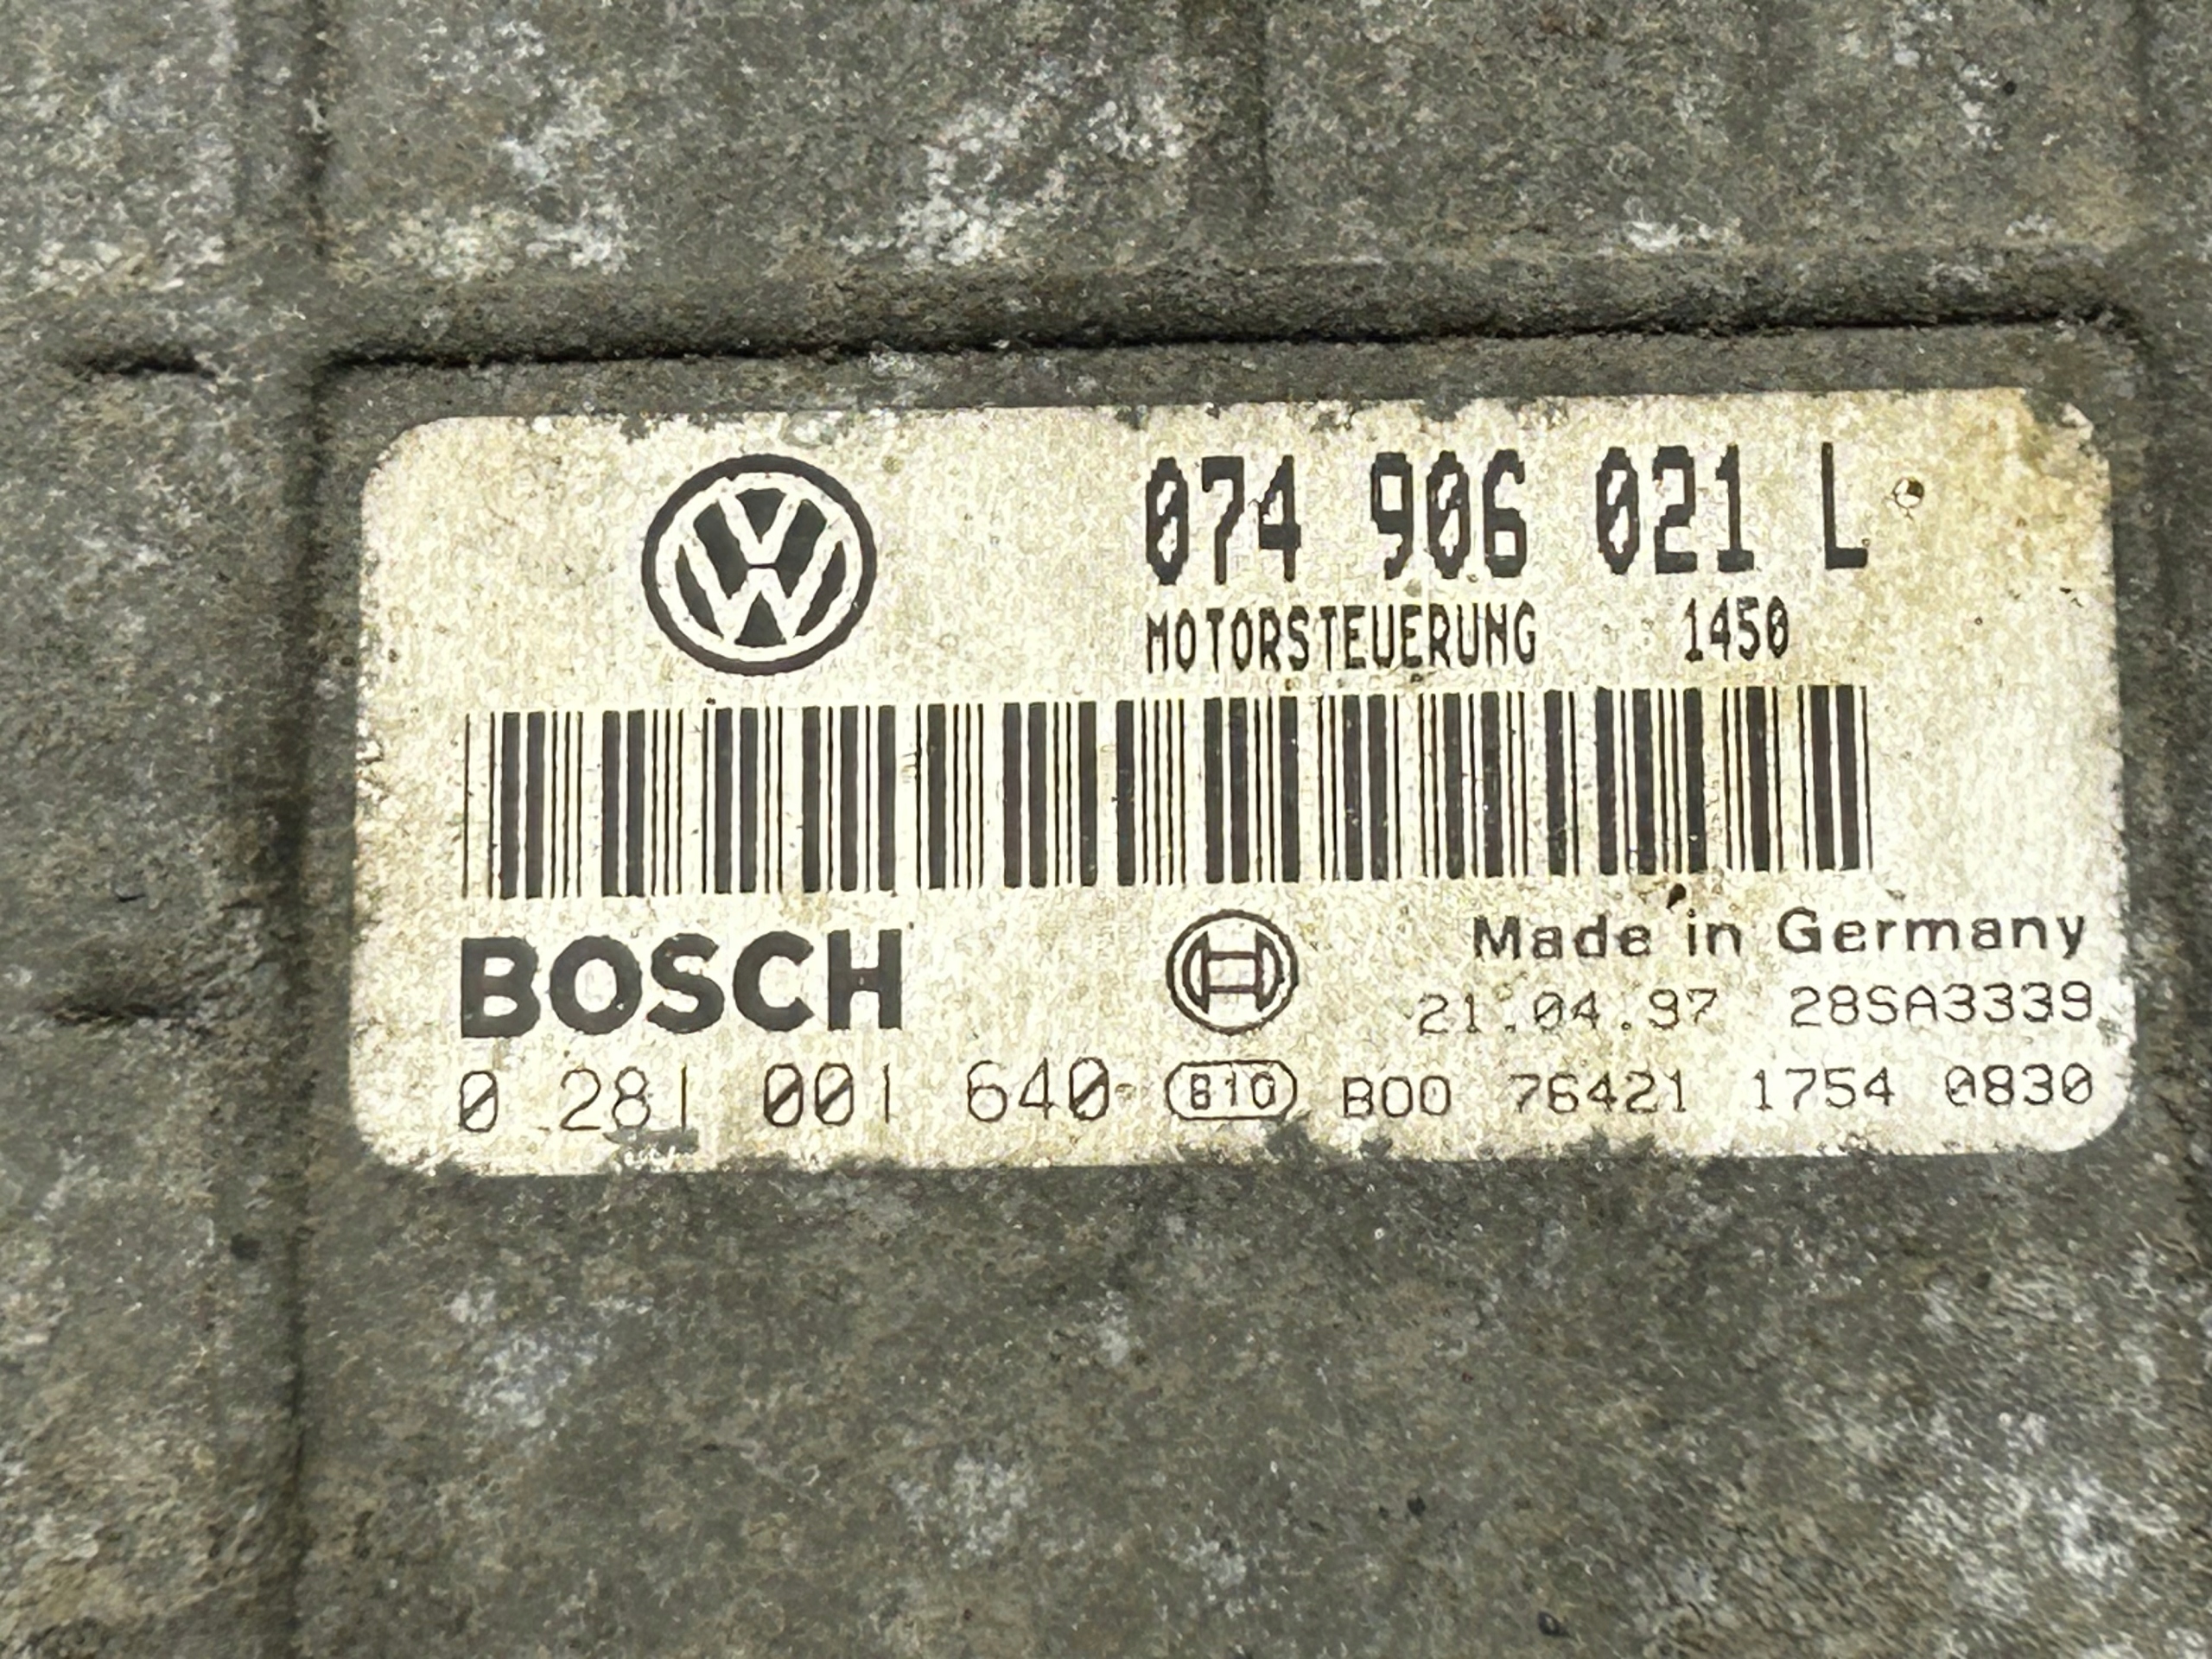 074 906 021 L
MOTORSTEUERUNG 1450
BOSCH
Made in Germany
21.04.97 28SA3339
0 281 001 640 B10 B00 76421 1754 0830